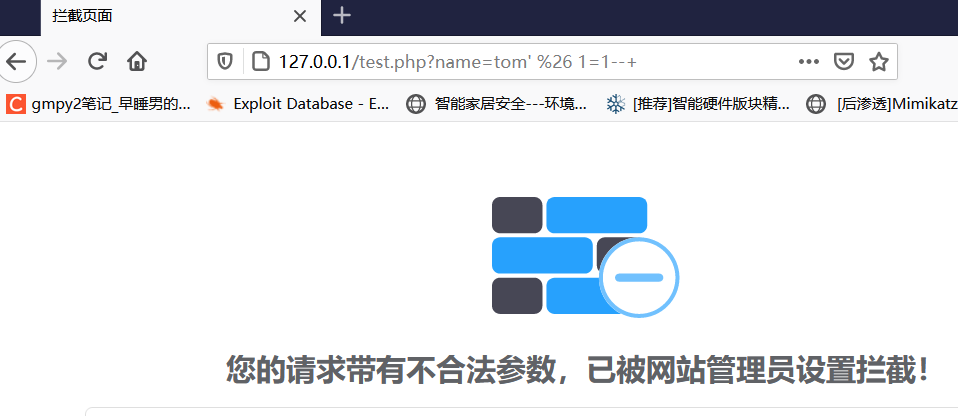 拦截页面
127.0.0.1/test.php?name=tom' %26 1=1--+
gmpy2笔记_早睡男的... Exploit Database - E... 智能家居安全---环境... [推荐]智能硬件版块精... [后渗透]Mimikatz
您的请求带有不合法参数，已被网站管理员设置拦截！